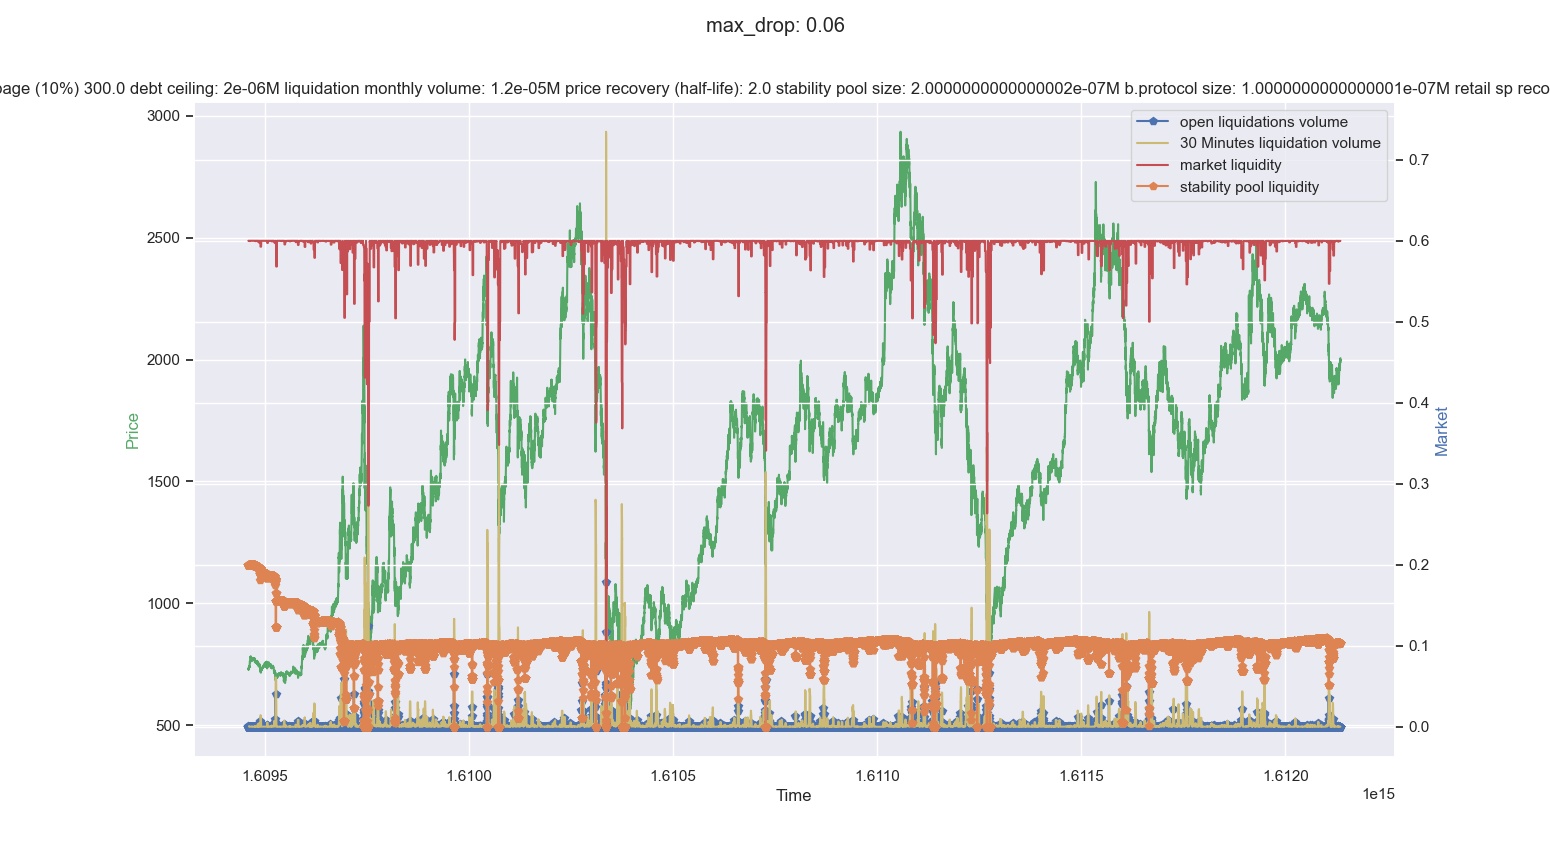 max_drop: 0.06
page (10%) 300.0 debt ceiling: 2e-06M liquidation monthly volume: 1.2e-05M price recovery (half-life): 2.0 stability pool size: 2.0000000000000002e-07M b.protocol size: 1.0000000000000001e-07M retail sp reco
open liquidations volume
30 Minutes liquidation volume
market liquidity
stability pool liquidity
3000
2500
2000
1500
1000
500
Price
0.7
0.6
0.5
0.4
0.3
0.2
0.1
0.0
Market
1.6095
1.6100
1.6105
1.6110
1.6115
1.6120
1e15
Time